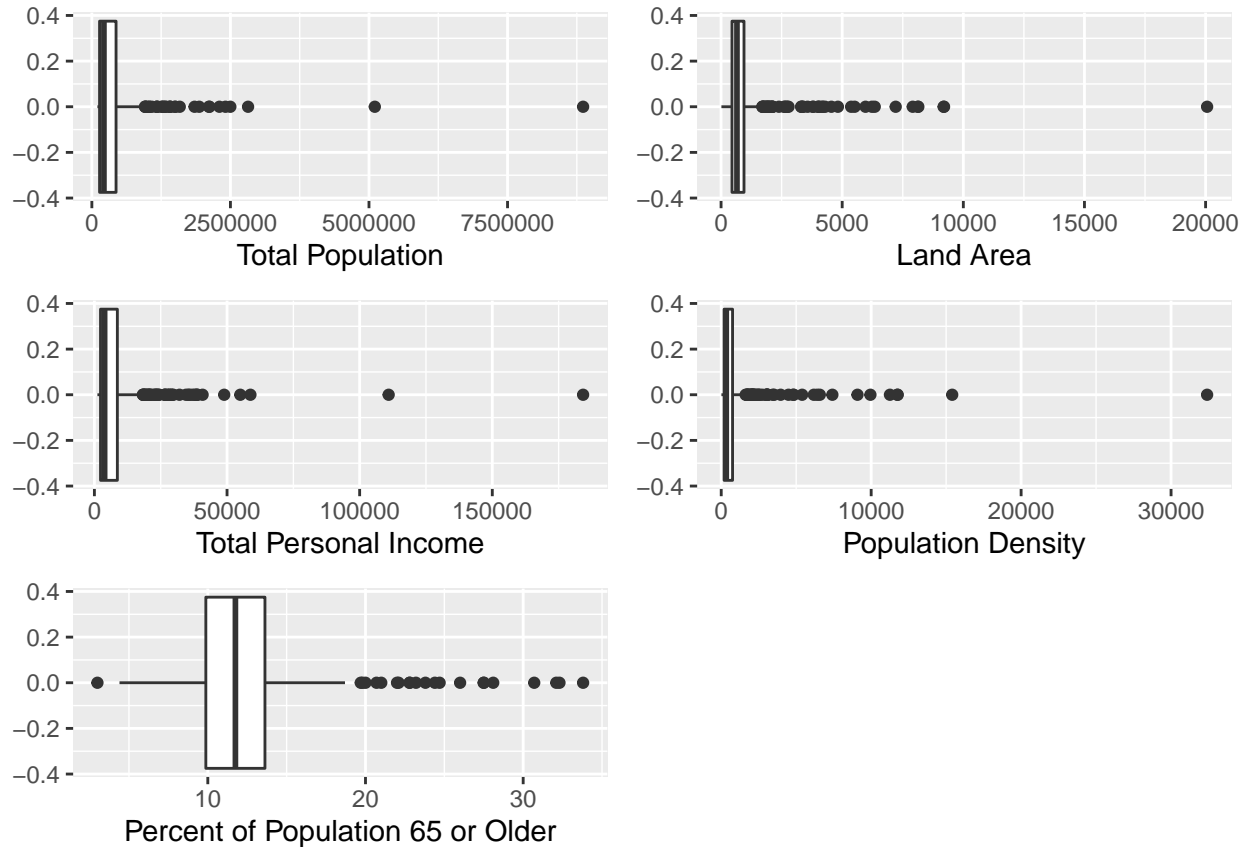 0.4
0.2
0.0
−0.2
−0.4
0 2500000 5000000 7500000
Total Population
0.4
0.2
0.0
−0.2
−0.4
0 5000 10000 15000 20000
Land Area
0.4
0.2
0.0
−0.2
−0.4
0 50000 100000 150000
Total Personal Income
0.4
0.2
0.0
−0.2
−0.4
0 10000 20000 30000
Population Density
0.4
0.2
0.0
−0.2
−0.4
10 20 30
Percent of Population 65 or Older